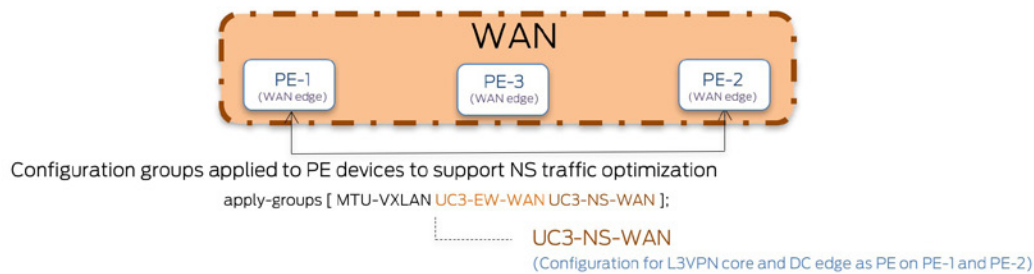 WAN
PE-1
(WAN edge)
PE-3
(WAN edge)
PE-2
(WAN edge)
Configuration groups applied to PE devices to support NS traffic optimization
apply-groups [ MTU-VXLAN UC3-EW-WAN UC3-NS-WAN ];
UC3-NS-WAN
(Configuration for L3VPN core and DC edge as PE on PE-1 and PE-2)